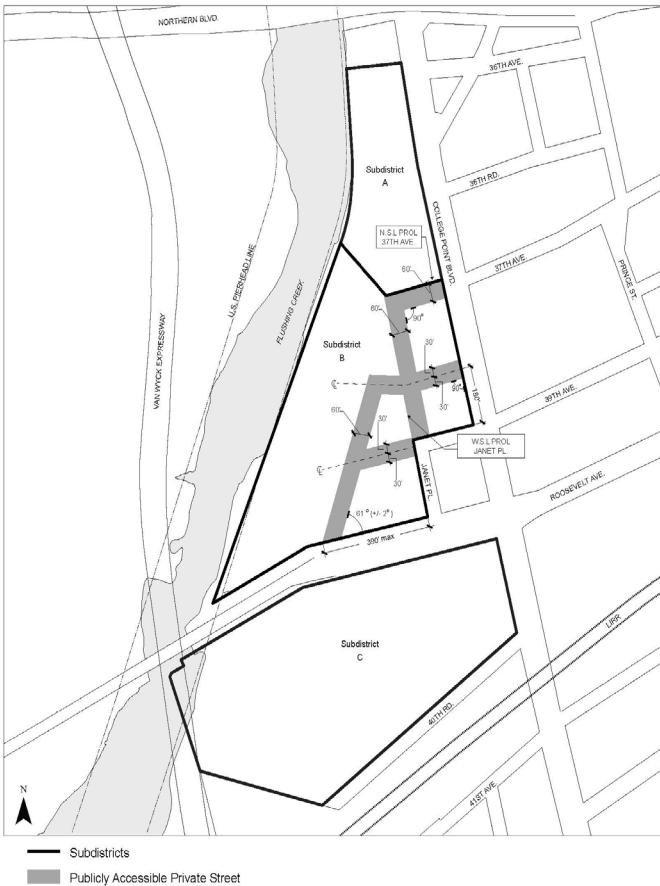 NORTHERN BLVD.
36TH AVE.
Subdistrict
A
36TH RD.
COLLEGE POINT BLVD.
N.S.L PROL
37TH AVE.
37TH AVE.
PRINCE ST.
60'
U.S. PIERHEAD LINE
FLUSHING CREEK
VAN WYCK EXPRESSWAY
60'
90°
Subdistrict
B
30'
30'
90°
180'
39TH AVE.
60'
30'
30'
W.S.L PROL
JANET PL.
JANET PL.
ROOSEVELT AVE.
61° (+/- 2°)
390' max
Subdistrict
C
LIRR
40TH RD.
41ST AVE.
N
Subdistricts
Publicly Accessible Private Street